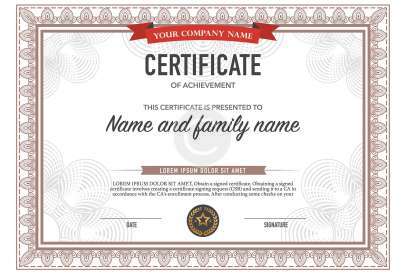 YOUR COMPANY NAME
CERTIFICATE
OF ACHIEVEMENT
THIS CERTIFICATE IS PRESENTED TO
Name and family name
LOREM IPSUM DOLOR SIT AMET
LOREM IPSUM DOLOR SIT AMET, Obtain a signed certificate. Obtain a signed
certificate involves creating a certificate signing request (CSR) and sending it to a CA in
accordance with the CA's enrollment process. After conducting some checks on your
DATE
SIGNATURE